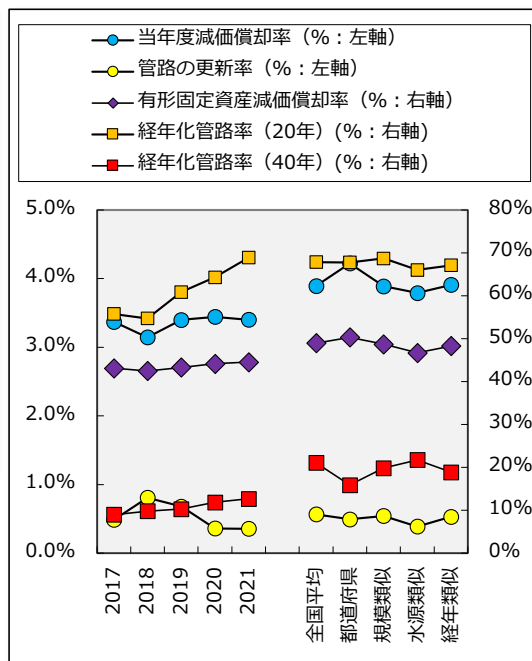 当年度減価償却率（%：左軸）
管路の更新率（%：左軸）
有形固定資産減価償却率（%：右軸）
経年化管路率（20年）(%：右軸)
経年化管路率（40年）(%：右軸)
5.0%
4.0%
3.0%
2.0%
1.0%
0.0%
80%
70%
60%
50%
40%
30%
20%
10%
0%
2017
2018
2019
2020
2021
全国平均
都道府県
規模類似
水源類似
経年類似